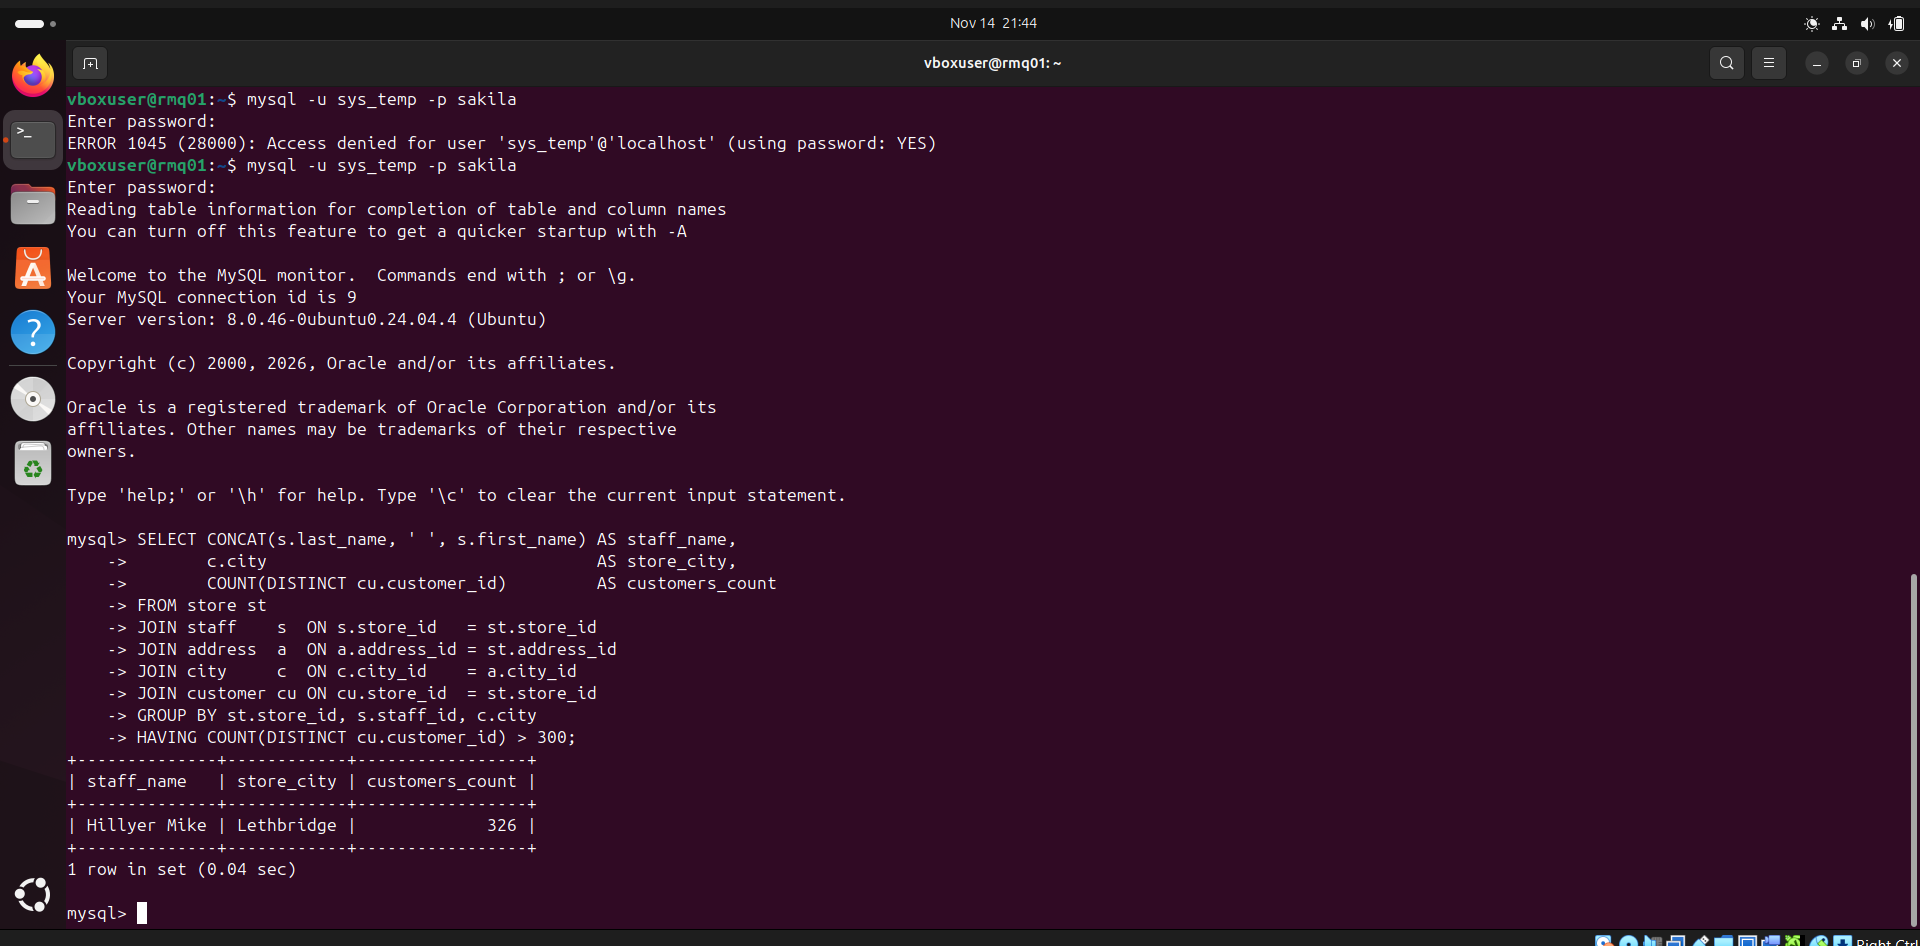 Nov 14 21:44
vboxuser@rmq01: ~
vboxuser@rmq01:~$ mysql -u sys_temp -p sakila
Enter password:
ERROR 1045 (28000): Access denied for user 'sys_temp'@'localhost' (using password: YES)
vboxuser@rmq01:~$ mysql -u sys_temp -p sakila
Enter password:
Reading table information for completion of table and column names
You can turn off this feature to get a quicker startup with -A
Welcome to the MySQL monitor.  Commands end with ; or \g.
Your MySQL connection id is 9
Server version: 8.0.46-0ubuntu0.24.04.4 (Ubuntu)
Copyright (c) 2000, 2026, Oracle and/or its affiliates.
Oracle is a registered trademark of Oracle Corporation and/or its
affiliates. Other names may be trademarks of their respective
owners.
Type 'help;' or '\h' for help. Type '\c' to clear the current input statement.
mysql> SELECT CONCAT(s.last_name, ' ', s.first_name) AS staff_name,
    ->        c.city                                 AS store_city,
    ->        COUNT(DISTINCT cu.customer_id)         AS customers_count
    -> FROM store st
    -> JOIN staff    s  ON s.store_id   = st.store_id
    -> JOIN address  a  ON a.address_id = st.address_id
    -> JOIN city     c  ON c.city_id    = a.city_id
    -> JOIN customer cu ON cu.store_id  = st.store_id
    -> GROUP BY st.store_id, s.staff_id, c.city
    -> HAVING COUNT(DISTINCT cu.customer_id) > 300;
+--------------+------------+-----------------+
| staff_name   | store_city | customers_count |
+--------------+------------+-----------------+
| Hillyer Mike | Lethbridge |             326 |
+--------------+------------+-----------------+
1 row in set (0.04 sec)
mysql>
Right Ctrl